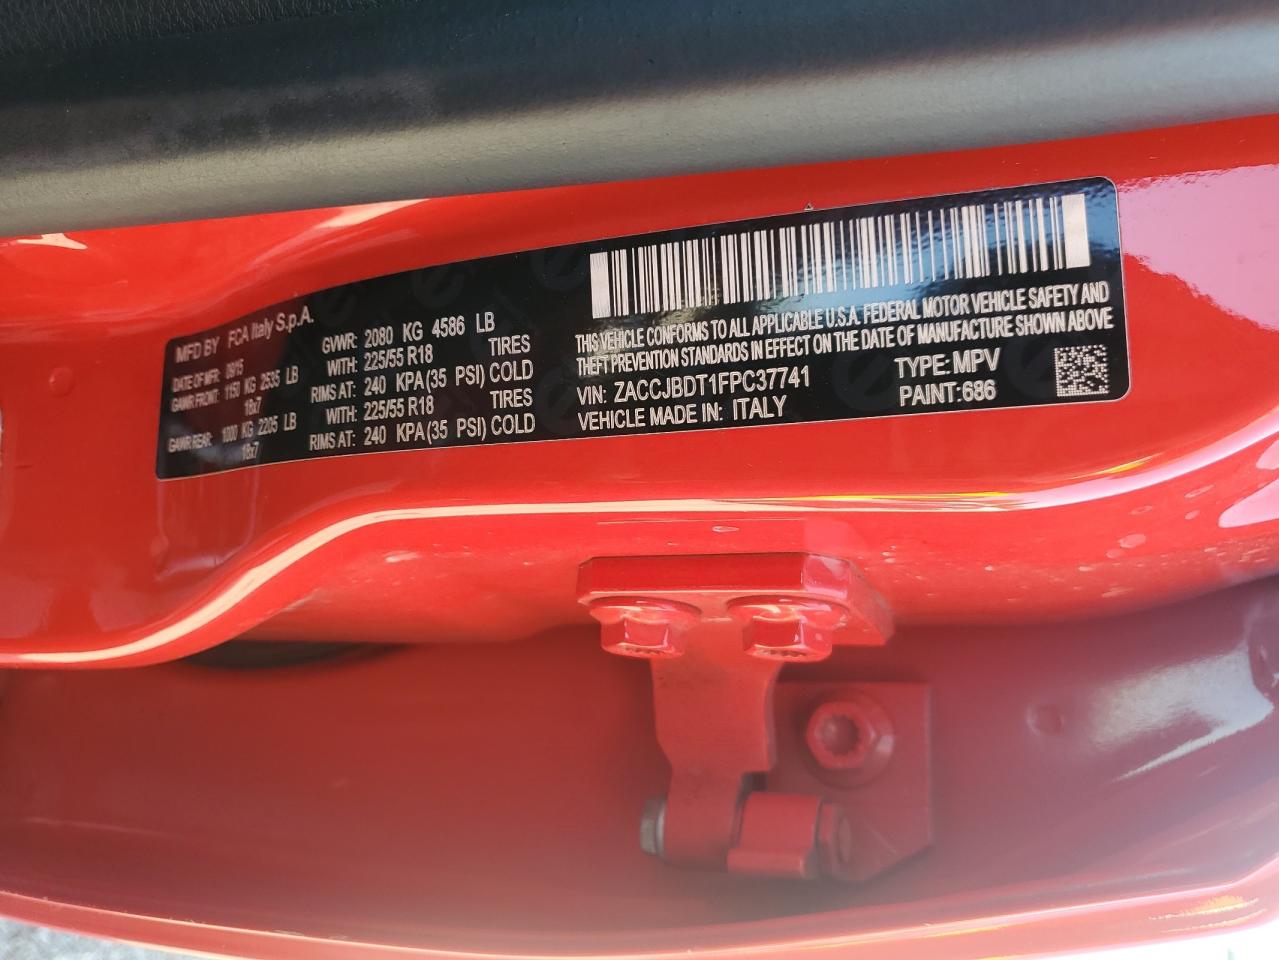 MFD BY FCA Italy S.p.A.
DATE OF MFR: 09/15 GVWR: 2080 KG 4586 LB
GAWR FRONT: 1150 KG 2535 LB WITH: 225/55 R18 TIRES
18x7 RIMS AT: 240 KPA(35 PSI) COLD
GAWR REAR: 1000 KG 2205 LB WITH: 225/55 R18 TIRES
18x7 RIMS AT: 240 KPA(35 PSI) COLD
THIS VEHICLE CONFORMS TO ALL APPLICABLE U.S.A. FEDERAL MOTOR VEHICLE SAFETY AND
THEFT PREVENTION STANDARDS IN EFFECT ON THE DATE OF MANUFACTURE SHOWN ABOVE
VIN: ZACCJBDT1FPC37741 TYPE: MPV
VEHICLE MADE IN: ITALY PAINT:686